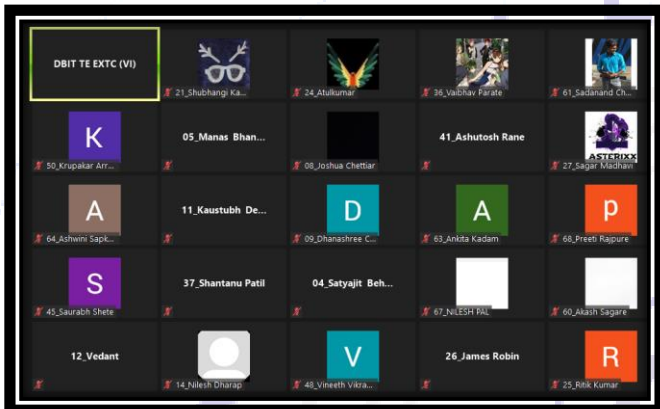 DBIT TE EXTC (VI)
21_Shubhangi Ka...
24_Atulkumar
36_Vaibhav Parate
61_Sadanand Ch...
K
50_Krupakar Arr...
05_Manas Bhan...
08_Joshua Chettiar
41_Ashutosh Rane
ASTERIXX
27_Sagar Madhavi
A
64_Ashwini Sapk...
11_Kaustubh De...
D
09_Dhanashree C...
A
63_Ankita Kadam
p
68_Preeti Rajpure
S
45_Saurabh Shete
37_Shantanu Patil
04_Satyajit Beh...
67_NILESH PAL
60_Akash Sagare
12_Vedant
14_Nilesh Dharap
V
48_Vineeth Vikra...
26_James Robin
R
25_Ritik Kumar